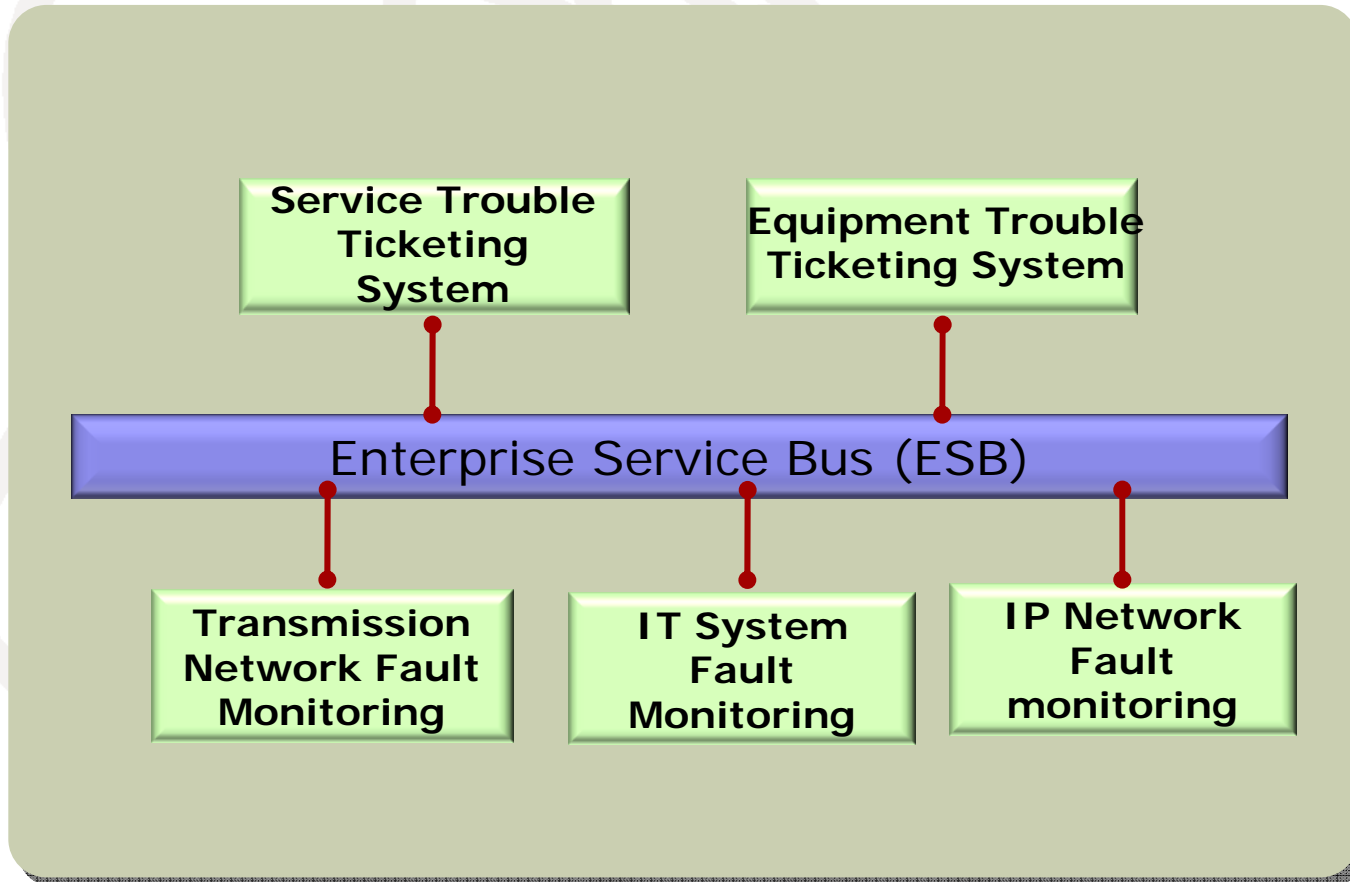 Service Trouble
Ticketing
System
Equipment Trouble
Ticketing System
Enterprise Service Bus (ESB)
Transmission
Network Fault
Monitoring
IT System
Fault
Monitoring
IP Network
Fault
monitoring